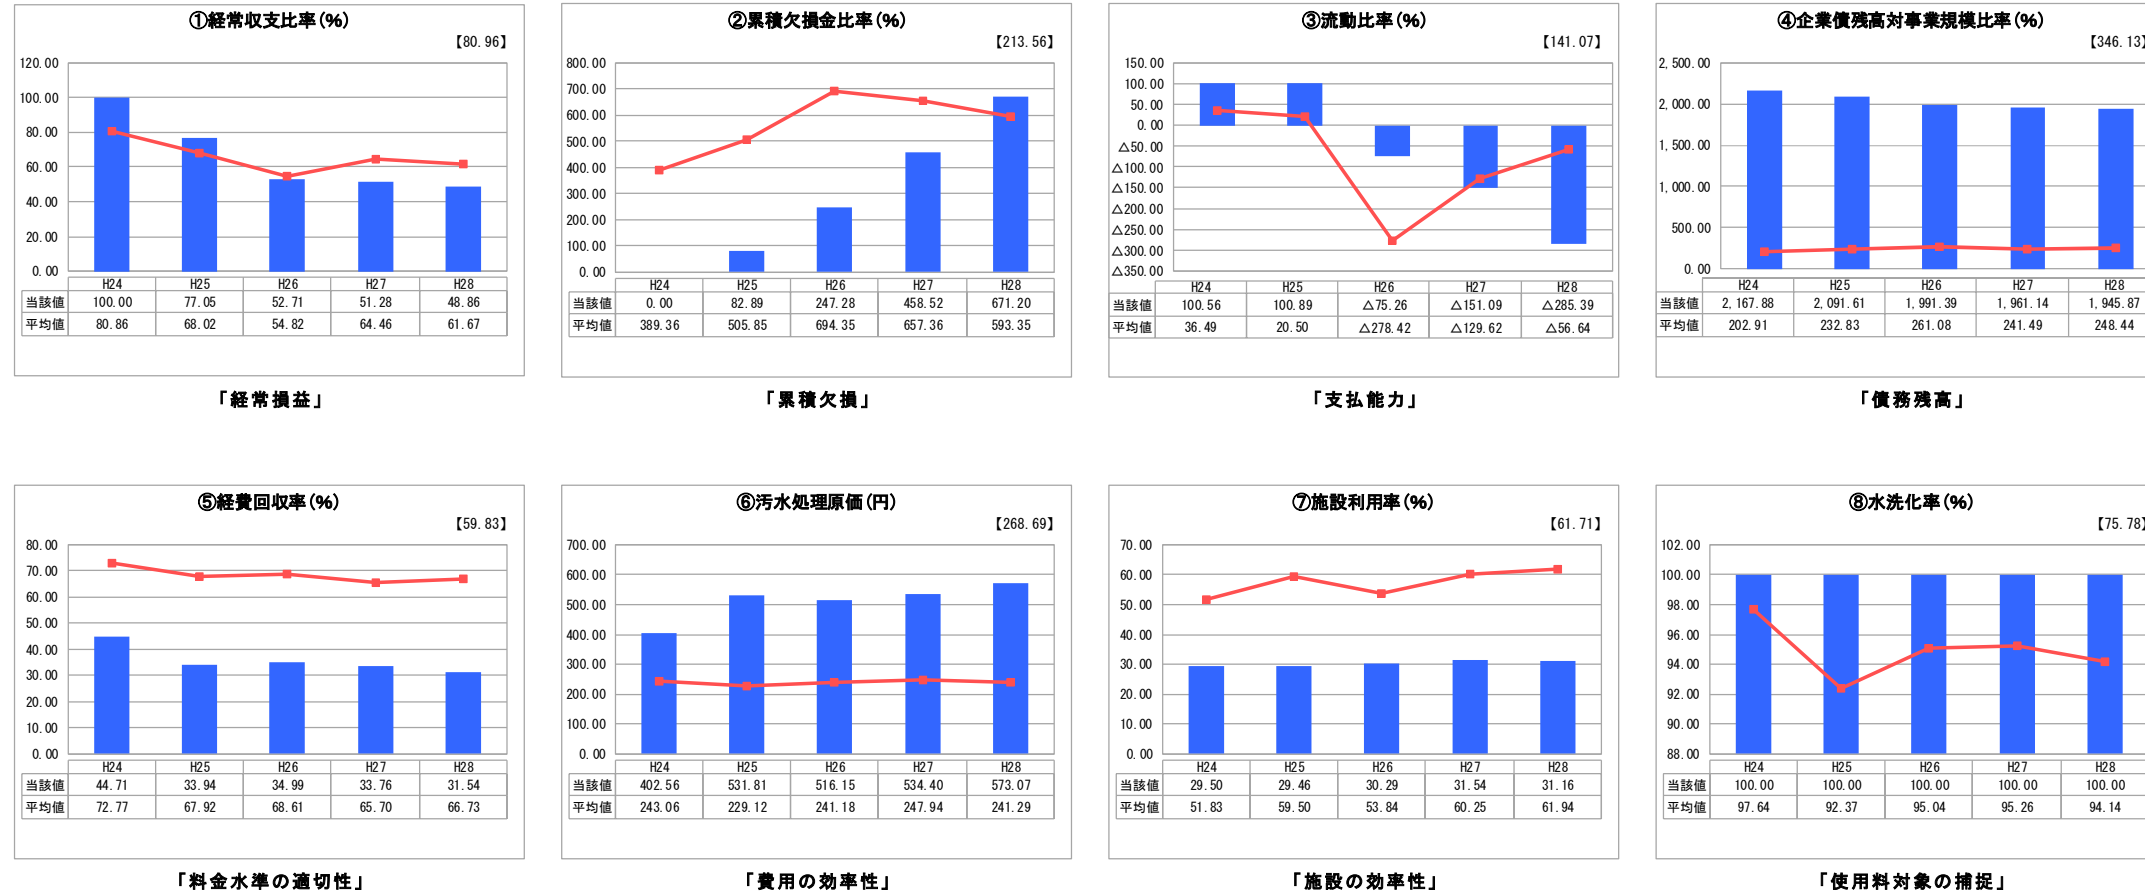 ①経常収支比率(%)
【80.96】
120.00
100.00
80.00
60.00
40.00
20.00
0.00
H24 H25 H26 H27 H28
当該値 100.00 77.05 52.71 51.28 48.86
平均値 80.86 68.02 54.82 64.46 61.67
「経常損益」
②累積欠損金比率(%)
【213.56】
800.00
700.00
600.00
500.00
400.00
300.00
200.00
100.00
0.00
H24 H25 H26 H27 H28
当該値 0.00 82.89 247.28 458.52 671.20
平均値 389.36 505.85 694.35 657.36 593.35
「累積欠損」
③流動比率(%)
【141.07】
150.00
100.00
50.00
0.00
△50.00
△100.00
△150.00
△200.00
△250.00
△300.00
△350.00
H24 H25 H26 H27 H28
当該値 100.56 100.89 △75.26 △151.09 △285.39
平均値 36.49 20.50 △278.42 △129.62 △56.64
「支払能力」
④企業債残高対事業規模比率(%)
【346.13】
2,500.00
2,000.00
1,500.00
1,000.00
500.00
0.00
H24 H25 H26 H27 H28
当該値 2,167.88 2,091.61 1,991.39 1,961.14 1,945.87
平均値 202.91 232.83 261.08 241.49 248.44
「債務残高」
⑤経費回収率(%)
【59.83】
80.00
70.00
60.00
50.00
40.00
30.00
20.00
10.00
0.00
H24 H25 H26 H27 H28
当該値 44.71 33.94 34.99 33.76 31.54
平均値 72.77 67.92 68.61 65.70 66.73
「料金水準の適切性」
⑥汚水処理原価(円)
【268.69】
700.00
600.00
500.00
400.00
300.00
200.00
100.00
0.00
H24 H25 H26 H27 H28
当該値 402.56 531.81 516.15 534.40 573.07
平均値 243.06 229.12 241.18 247.94 241.29
「費用の効率性」
⑦施設利用率(%)
【61.71】
70.00
60.00
50.00
40.00
30.00
20.00
10.00
0.00
H24 H25 H26 H27 H28
当該値 29.50 29.46 30.29 31.54 31.16
平均値 51.83 59.50 53.84 60.25 61.94
「施設の効率性」
⑧水洗化率(%)
【75.78】
102.00
100.00
98.00
96.00
94.00
92.00
90.00
88.00
H24 H25 H26 H27 H28
当該値 100.00 100.00 100.00 100.00 100.00
平均値 97.64 92.37 95.04 95.26 94.14
「使用料対象の捕捉」